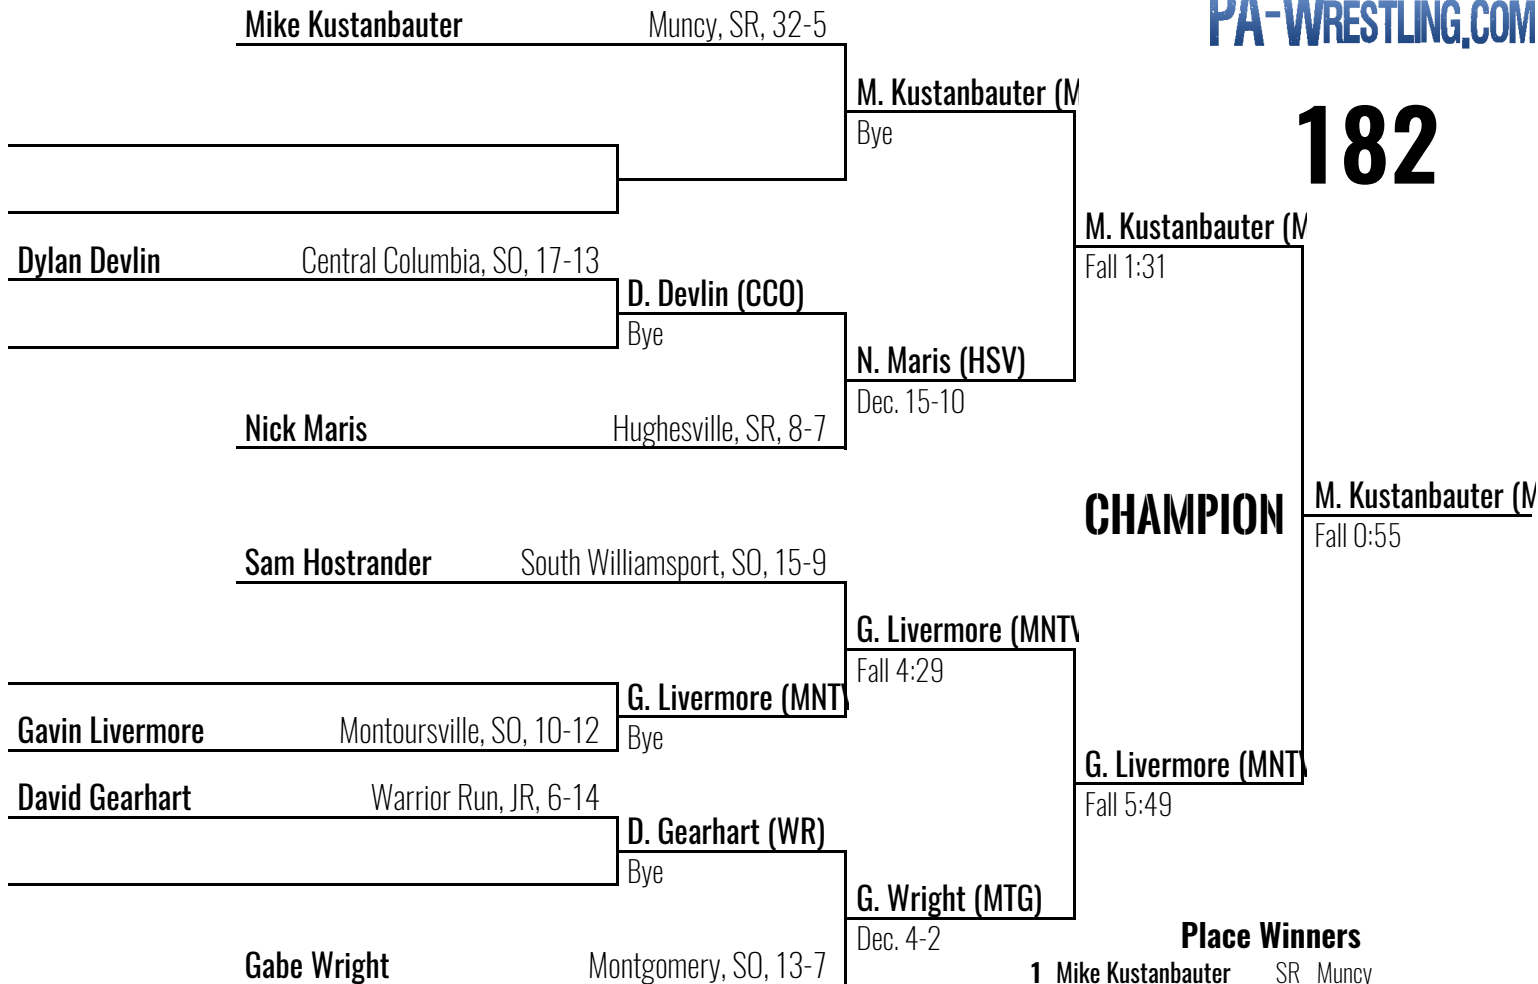 PA-WRESTLING.COM
182
Mike Kustanbauter Muncy, SR, 32-5
M. Kustanbauter (M
Bye
M. Kustanbauter (M
Fall 1:31
Dylan Devlin Central Columbia, SO, 17-13
D. Devlin (CCO)
Bye
N. Maris (HSV)
Dec. 15-10
Nick Maris Hughesville, SR, 8-7
CHAMPION
M. Kustanbauter (M
Fall 0:55
Sam Hostrander South Williamsport, SO, 15-9
G. Livermore (MNTV
Fall 4:29
G. Livermore (MNTV
Bye
Gavin Livermore Montoursville, SO, 10-12
G. Livermore (MNTV
Fall 5:49
David Gearhart Warrior Run, JR, 6-14
D. Gearhart (WR)
Bye
G. Wright (MTG)
Dec. 4-2
Gabe Wright Montgomery, SO, 13-7
Place Winners
1 Mike Kustanbauter SR Muncy